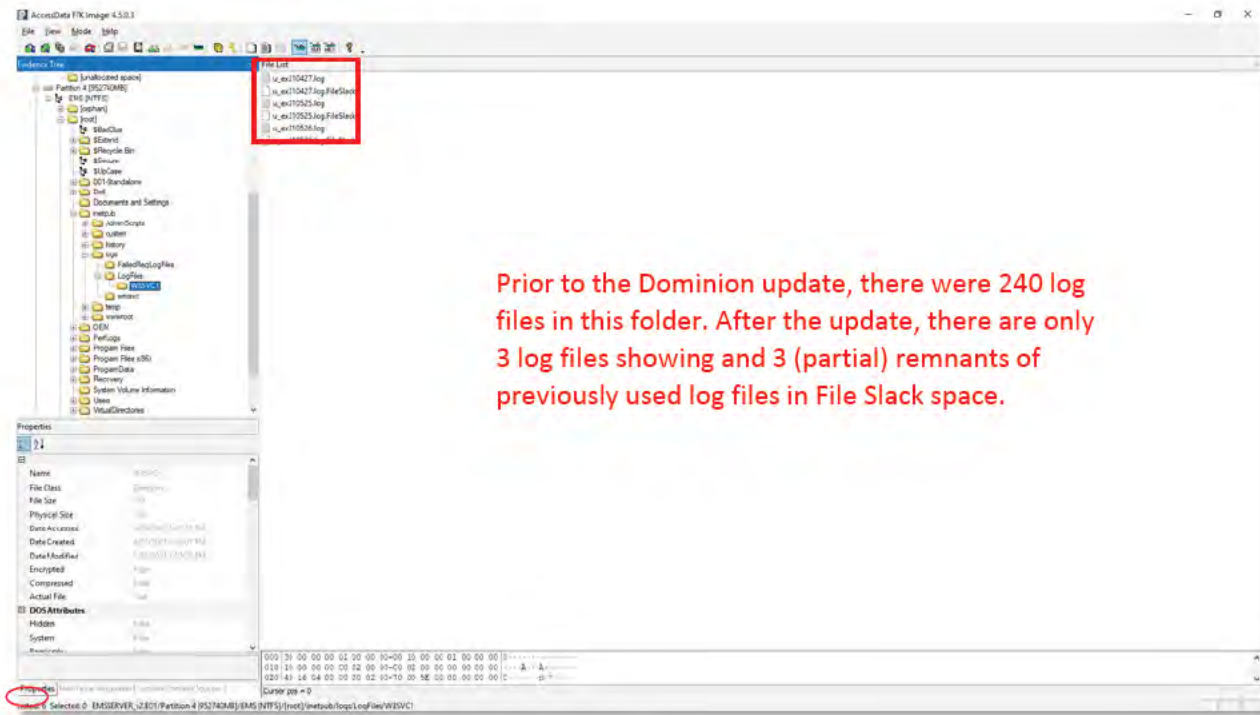 AccessData FTK Imager 4.5.0.3
File View Mode Help
Evidence Tree
File List
[unallocated space]
Partition 4 [952740MB]
EMS [NTFS]
[orphan]
[root]
$BadClus
$Extend
$Recycle.Bin
$Secure
$UpCase
001-Standalone
Dell
Documents and Settings
inetpub
AdminScripts
custerr
history
logs
FailedReqLogFiles
LogFiles
W3SVC1
wmsvc
temp
wwwroot
OEM
PerfLogs
Program Files
Program Files x86)
ProgramData
Recovery
System Volume Information
Users
VirtualDirectories
u_ex210427.log
u_ex210427.log.FileSlack
u_ex210525.log
u_ex210525.log.FileSlack
u_ex210526.log
Prior to the Dominion update, there were 240 log
files in this folder. After the update, there are only
3 log files showing and 3 (partial) remnants of
previously used log files in File Slack space.
Properties
Name
File Class
File Size
Physical Size
Date Accessed
Date Created
Date Modified
Encrypted
Compressed
Actual File
DOS Attributes
Hidden
System
Properties
Cursor pos = 0
Listed: 6 Selected: 0 EMSSERVER_v2.E01/Partition 4 [952740MB]/EMS [NTFS]/[root]/inetpub/logs/LogFiles/W3SVC1